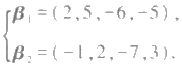 β₁ = (2, 5, -6, -5),
β₂ = (-1, 2, -7, 3).